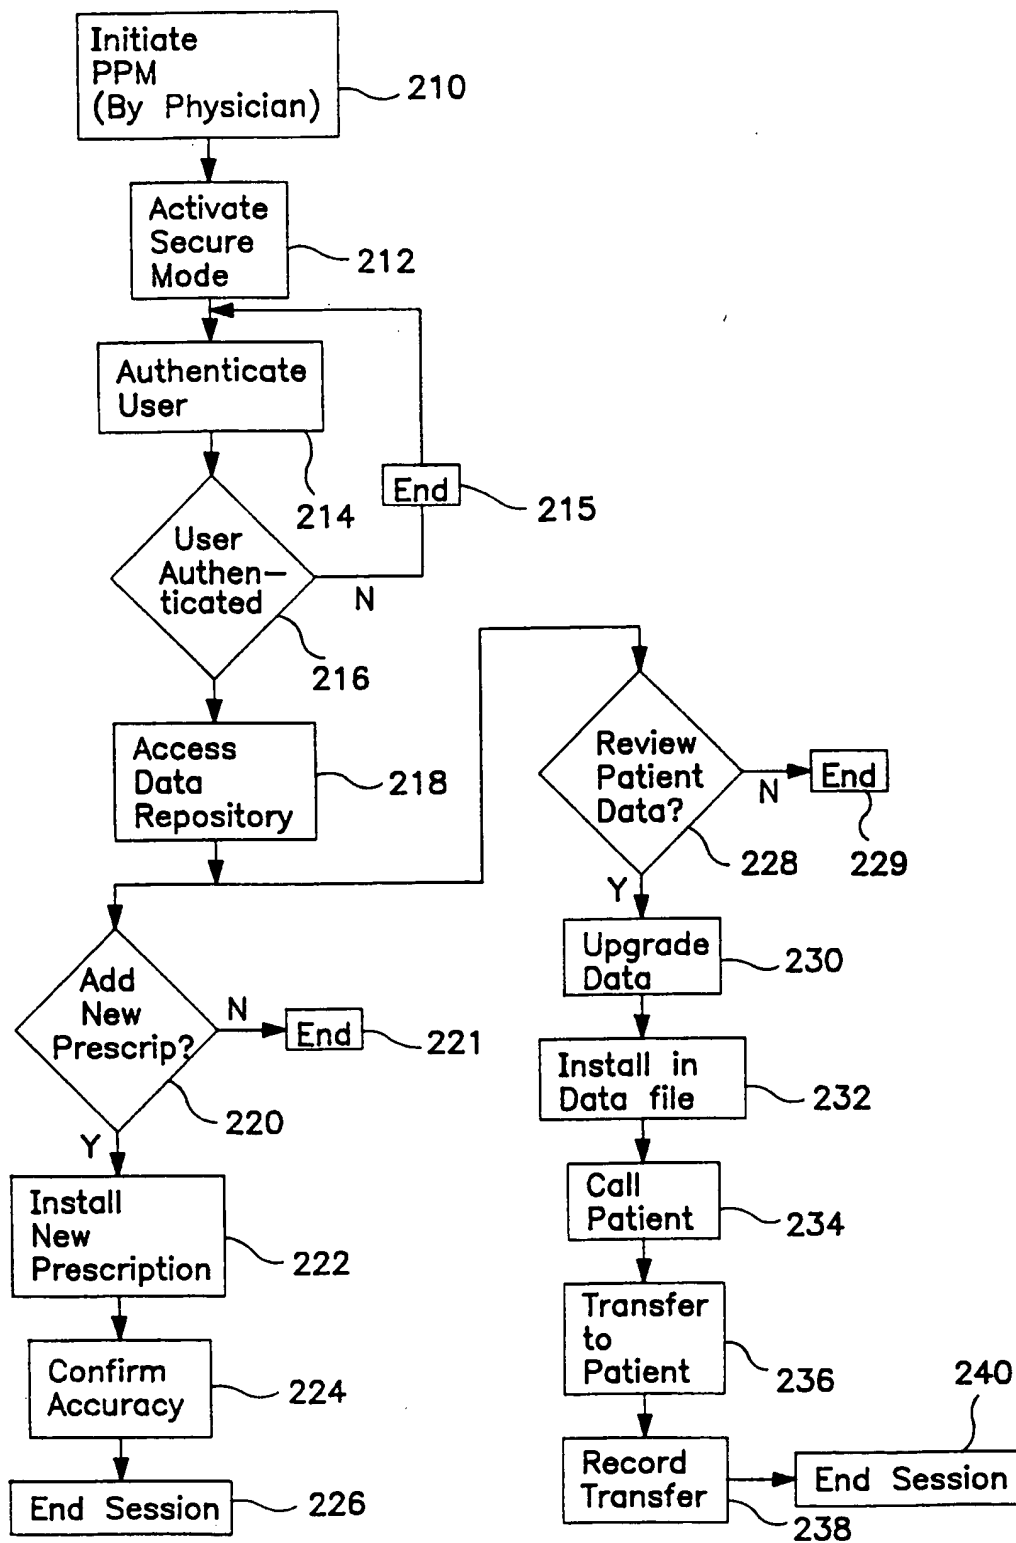 Initiate
PPM
(By Physician)
210
Activate
Secure
Mode
212
Authenticate
User
214
End
215
User
Authen-
ticated
N
216
Access
Data
Repository
218
Review
Patient
Data?
N
End
228
229
Y
Add
New
Prescrip?
N
End
221
220
Y
Upgrade
Data
230
Install in
Data file
232
Install
New
Prescription
222
Call
Patient
234
Confirm
Accuracy
224
Transfer
to
Patient
236
End Session
226
Record
Transfer
238
End Session
240